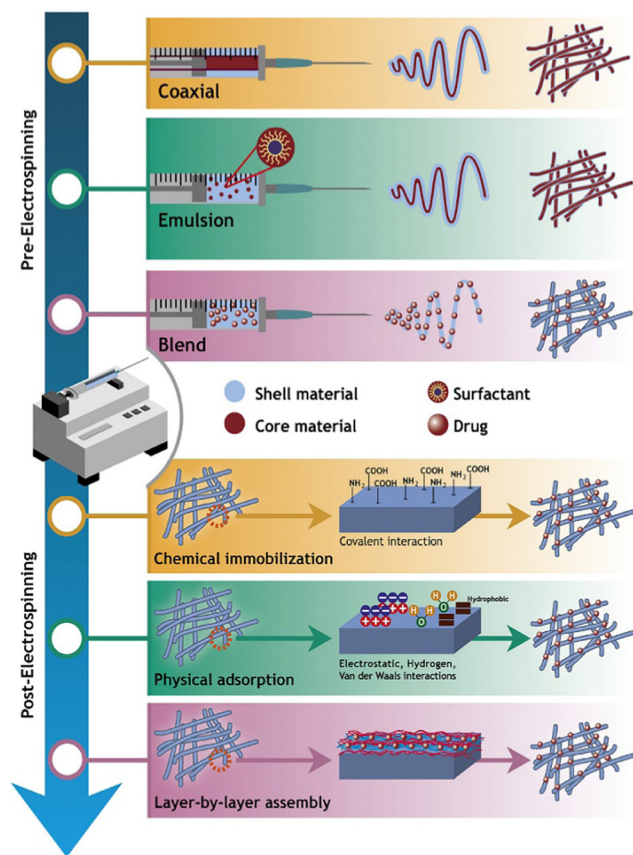 Pre-Electrospinning
Coaxial
Emulsion
Blend
Shell material
Surfactant
Core material
Drug
Post-Electrospinning
COOH COOH COOH
NH₂ COOH NH₂ NH₂ NH₂
Chemical immobilization
Covalent interaction
H H
H H
O
O
Hydrophobic
Physical adsorption
Electrostatic, Hydrogen,
Van der Waals interactions
Layer-by-layer assembly